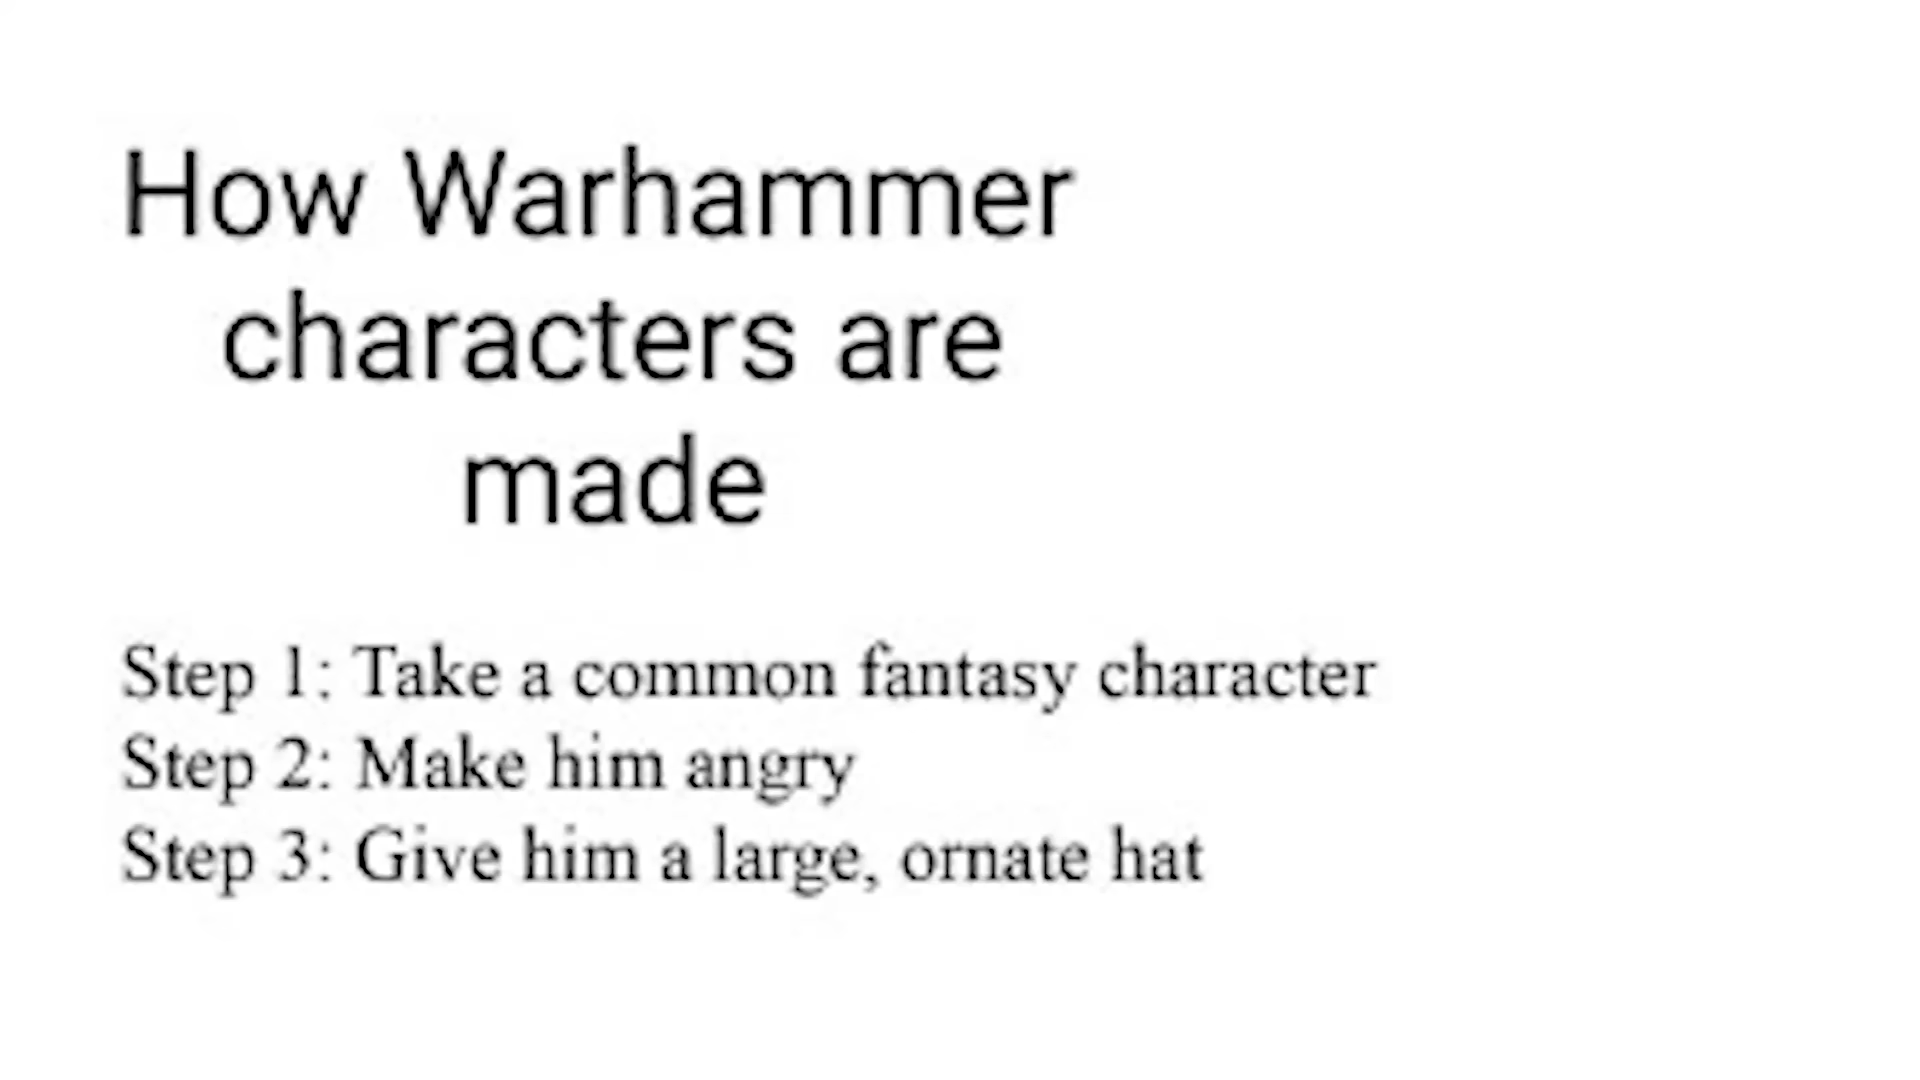 How Warhammer
characters are
made
Step 1: Take a common fantasy character
Step 2: Make him angry
Step 3: Give him a large, ornate hat